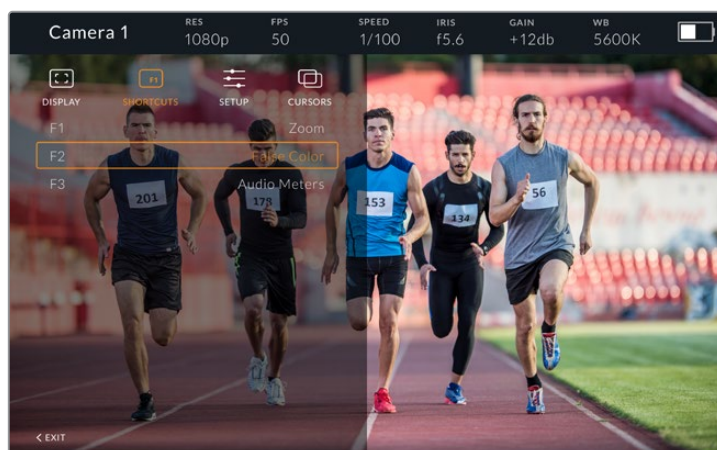 Camera 1
RES
1080p
FPS
50
SPEED
1/100
IRIS
f5.6
GAIN
+12db
WB
5600K
DISPLAY
F1
SHORTCUTS
SETUP
CURSORS
F1 Zoom
F2 False Color
F3 Audio Meters
201
178
153
134
56
< EXIT